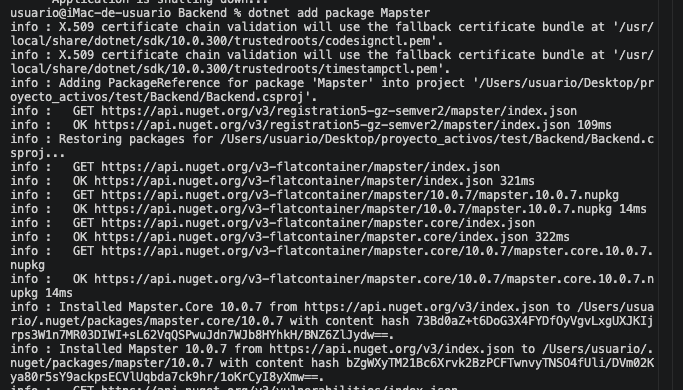 Application is shutting down...
usuario@iMac-de-usuario Backend % dotnet add package Mapster
info : X.509 certificate chain validation will use the fallback certificate bundle at '/usr/
local/share/dotnet/sdk/10.0.300/trustedroots/codesignctl.pem'.
info : X.509 certificate chain validation will use the fallback certificate bundle at '/usr/
local/share/dotnet/sdk/10.0.300/trustedroots/timestampctl.pem'.
info : Adding PackageReference for package 'Mapster' into project '/Users/usuario/Desktop/pr
oyecto_activos/test/Backend/Backend.csproj'.
info :   GET https://api.nuget.org/v3/registration5-gz-semver2/mapster/index.json
info :   OK https://api.nuget.org/v3/registration5-gz-semver2/mapster/index.json 109ms
info : Restoring packages for /Users/usuario/Desktop/proyecto_activos/test/Backend/Backend.c
sproj...
info :   GET https://api.nuget.org/v3-flatcontainer/mapster/index.json
info :   OK https://api.nuget.org/v3-flatcontainer/mapster/index.json 321ms
info :   GET https://api.nuget.org/v3-flatcontainer/mapster/10.0.7/mapster.10.0.7.nupkg
info :   OK https://api.nuget.org/v3-flatcontainer/mapster/10.0.7/mapster.10.0.7.nupkg 14ms
info :   GET https://api.nuget.org/v3-flatcontainer/mapster.core/index.json
info :   OK https://api.nuget.org/v3-flatcontainer/mapster.core/index.json 322ms
info :   GET https://api.nuget.org/v3-flatcontainer/mapster.core/10.0.7/mapster.core.10.0.7.
nupkg
info :   OK https://api.nuget.org/v3-flatcontainer/mapster.core/10.0.7/mapster.core.10.0.7.n
upkg 14ms
info : Installed Mapster.Core 10.0.7 from https://api.nuget.org/v3/index.json to /Users/usua
rio/.nuget/packages/mapster.core/10.0.7 with content hash 73Bd0aZ+t6DoG3X4FYDfOyVgvLxgUXJKIj
rps3W1n7MR03DIWI+sL62VqQSPwuJdn7WJb8HYhkH/BNZ6ZlJydw==.
info : Installed Mapster 10.0.7 from https://api.nuget.org/v3/index.json to /Users/usuario/.
nuget/packages/mapster/10.0.7 with content hash bZgWXyTM21Bc6Xrvk2BzPCFTwnvyTNSO4fUli/DVm02K
ya80r5sY9ackpsEC7lUqbda7ck9hr/1oKrCyI8yXmw==.
info :   GET https://api.nuget.org/v3/vulnerabilities/index.json